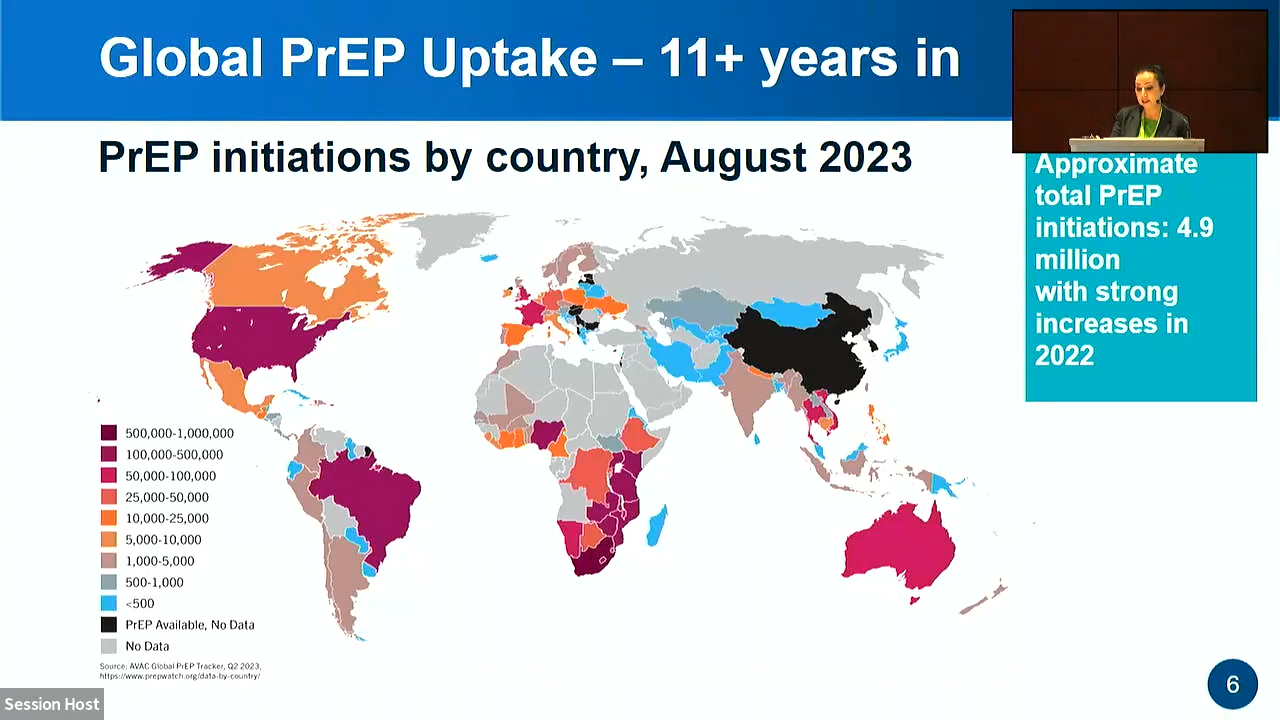 Global PrEP Uptake – 11+ years in
PrEP initiations by country, August 2023
Approximate
total PrEP
initiations: 4.9
million
with strong
increases in
2022
500,000-1,000,000
100,000-500,000
50,000-100,000
25,000-50,000
10,000-25,000
5,000-10,000
1,000-5,000
500-1,000
<500
PrEP Available, No Data
No Data
Source: AVAC Global PrEP Tracker, Q2 2023,
https://www.prepwatch.org/data-by-country/
6
Session Host